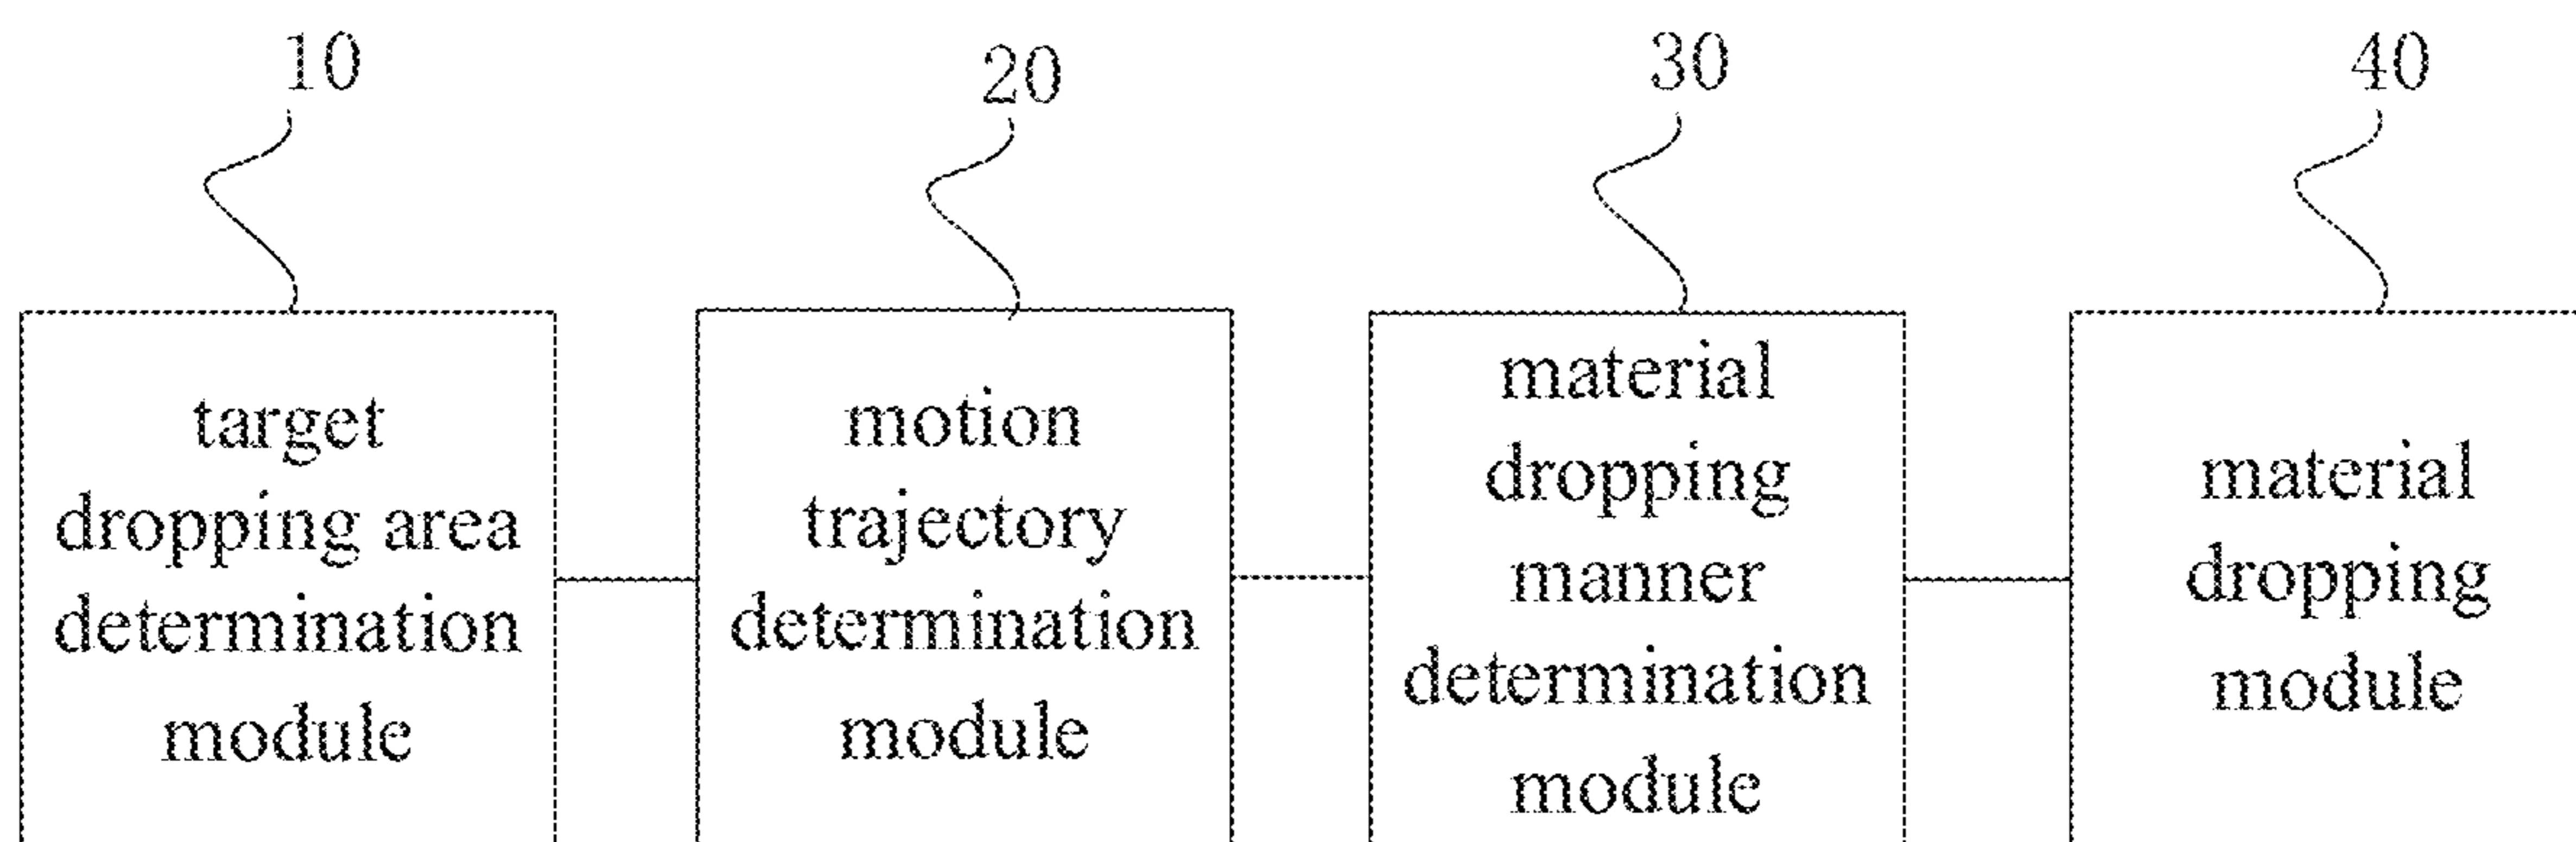 10
20
30
40
target
dropping area
determination
module
motion
trajectory
determination
module
material
dropping
manner
determination
module
material
dropping
module